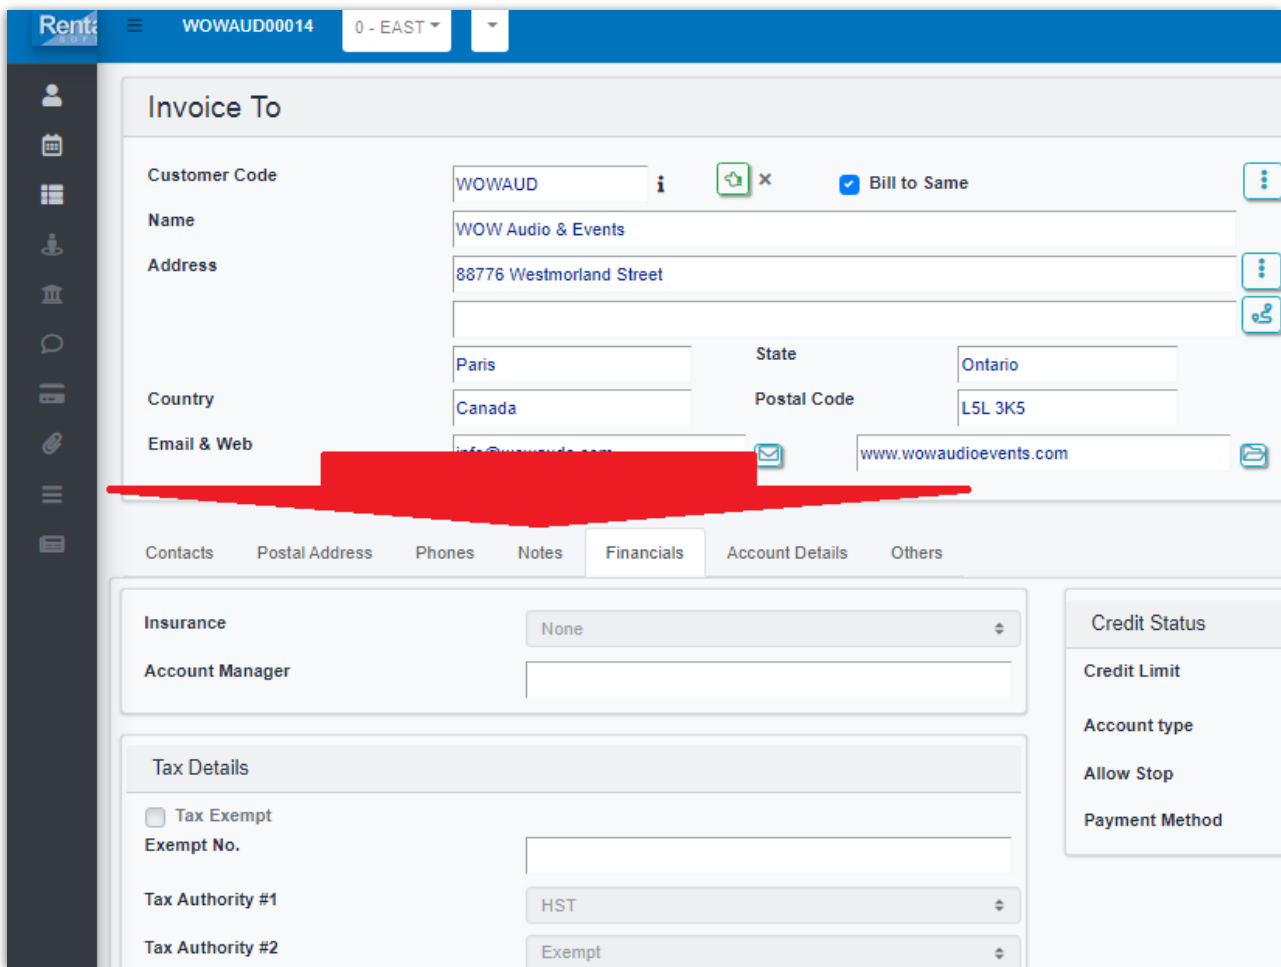 Renta
SOFT
WOWAUD00014
0 - EAST
Invoice To
Customer Code
WOWAUD
i
Bill to Same
Name
WOW Audio & Events
Address
88776 Westmorland Street
Paris
State
Ontario
Country
Canada
Postal Code
L5L 3K5
Email & Web
www.wowaudioevents.com
Contacts
Postal Address
Phones
Notes
Financials
Account Details
Others
Insurance
None
Account Manager
Tax Details
Tax Exempt
Exempt No.
Tax Authority #1
HST
Tax Authority #2
Exempt
Credit Status
Credit Limit
Account type
Allow Stop
Payment Method